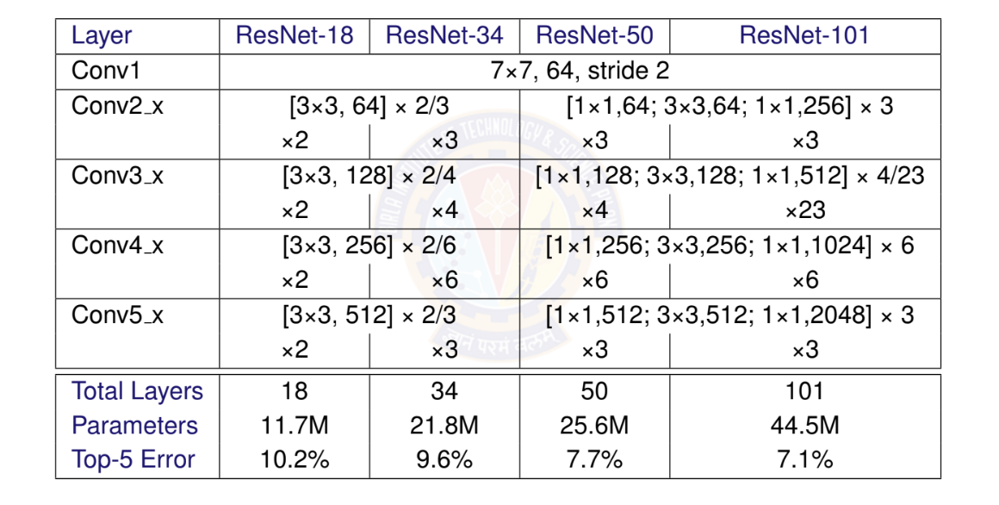 Layer ResNet-18 ResNet-34 ResNet-50 ResNet-101
Conv1 7×7, 64, stride 2
Conv2_x [3×3, 64] × 2/3 [1×1,64; 3×3,64; 1×1,256] × 3
×2 ×3 ×3 ×3
Conv3_x [3×3, 128] × 2/4 [1×1,128; 3×3,128; 1×1,512] × 4/23
×2 ×4 ×4 ×23
Conv4_x [3×3, 256] × 2/6 [1×1,256; 3×3,256; 1×1,1024] × 6
×2 ×6 ×6 ×6
Conv5_x [3×3, 512] × 2/3 [1×1,512; 3×3,512; 1×1,2048] × 3
×2 ×3 ×3 ×3
Total Layers 18 34 50 101
Parameters 11.7M 21.8M 25.6M 44.5M
Top-5 Error 10.2% 9.6% 7.7% 7.1%